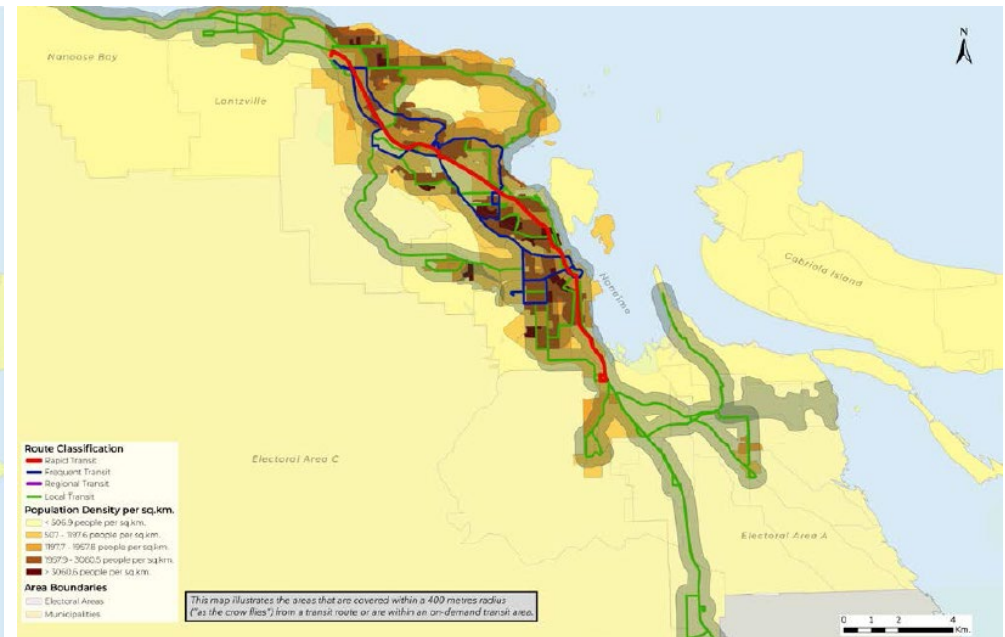 N
Nanoose Bay
Lantzville
Gabriola Island
Nanaimo
Electoral Area C
Electoral Area A
Route Classification
Rapid Transit
Frequent Transit
Regional Transit
Local Transit
Population Density per sq.km.
< 506.9 people per sq.km.
507 - 1197.6 people per sq.km.
1197.7 - 1957.8 people per sq.km.
1957.9 - 3060.5 people per sq.km.
> 3060.6 people per sq.km.
Area Boundaries
Electoral Areas
Municipalities
This map illustrates the areas that are covered within a 400 metres radius
("as the crow flies") from a transit route or are within an on-demand transit area.
0 1 2 4
Km.